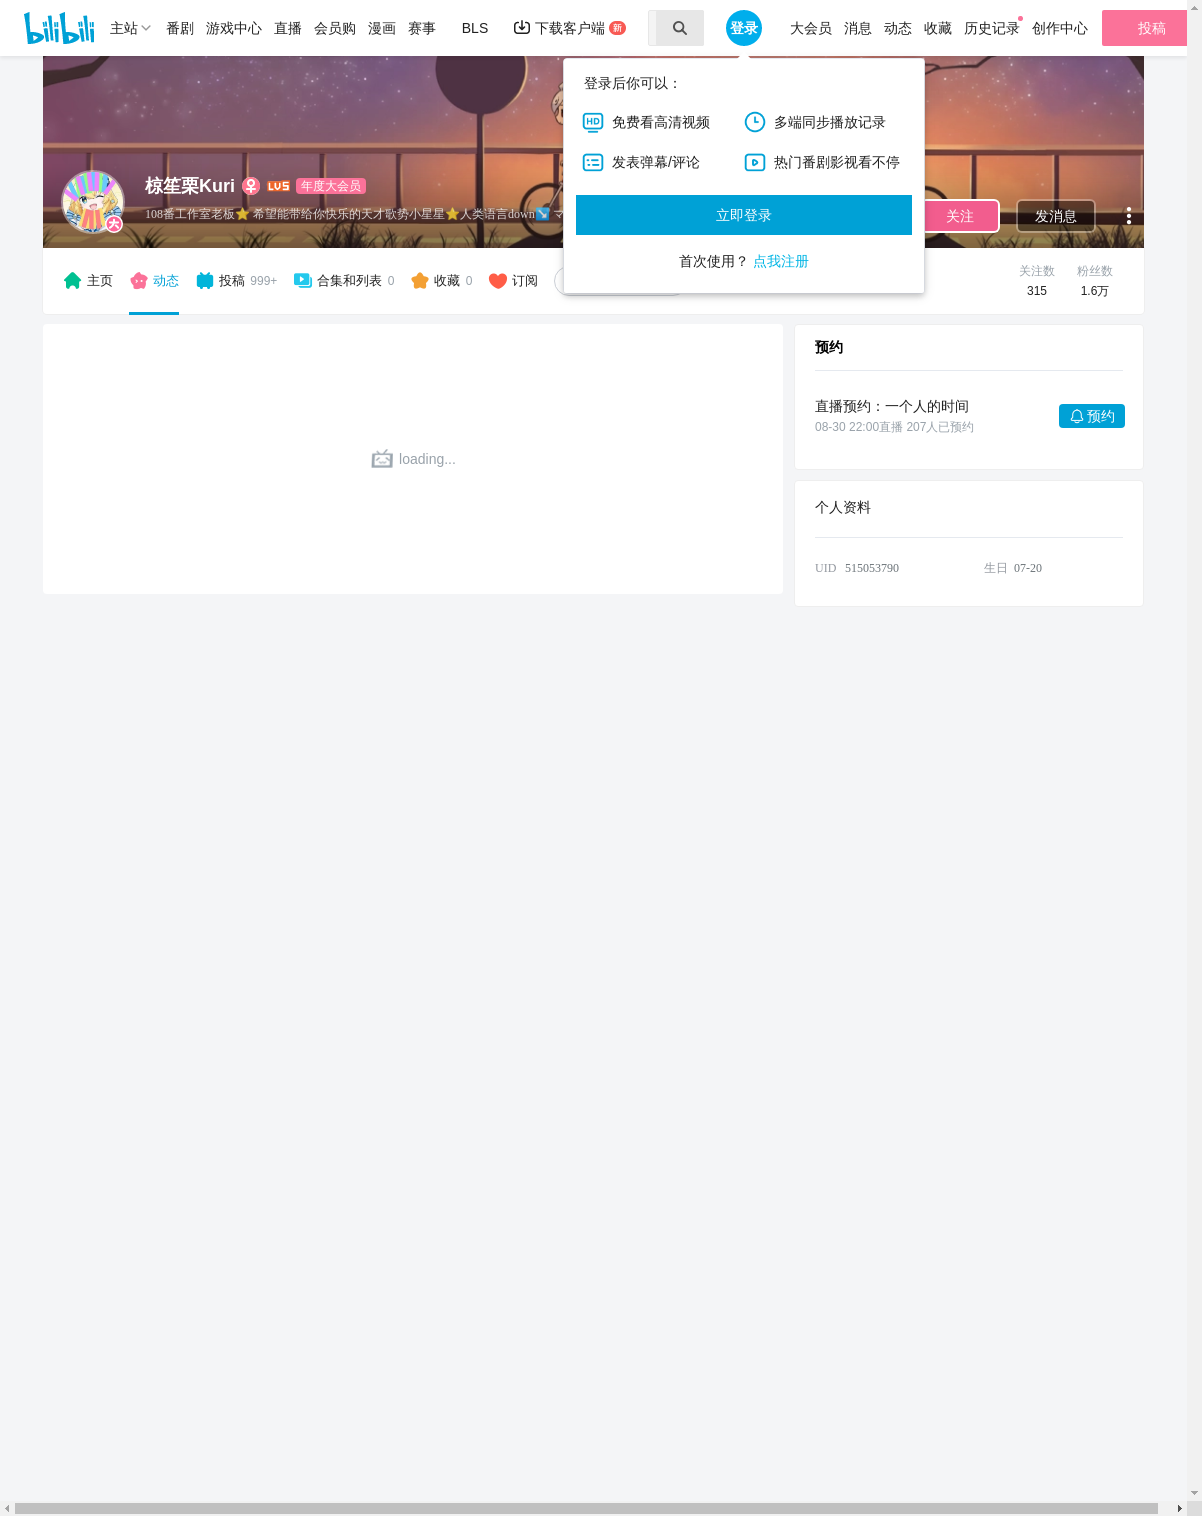 bilibili 主站 番剧 游戏中心 直播 会员购 漫画 赛事 BLS 下载客户端 新 登录 大会员 消息 动态 收藏 历史记录 创作中心 投稿
登录后你可以：
HD 免费看高清视频 多端同步播放记录
发表弹幕/评论 热门番剧影视看不停
立即登录
首次使用？ 点我注册
椋笙栗Kuri LV5 年度大会员
108番工作室老板⭐ 希望能带给你快乐的天才歌势小星星⭐人类语言down↘️ マ
大
关注 发消息
主页 动态 投稿 999+ 合集和列表 0 收藏 0 订阅
关注数 粉丝数
315 1.6万
loading...
预约
直播预约：一个人的时间
08-30 22:00直播 207人已预约
预约
个人资料
UID 515053790 生日 07-20